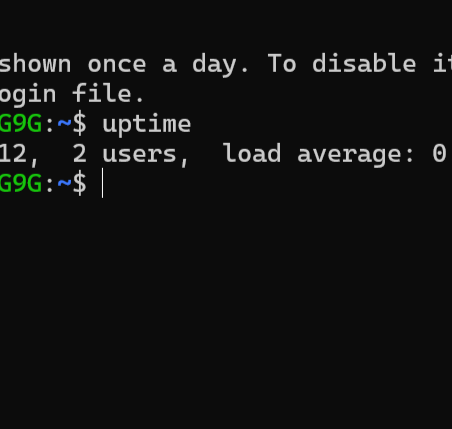 shown once a day. To disable it
ogin file.
G9G:~$ uptime
12,  2 users,  load average: 0
G9G:~$